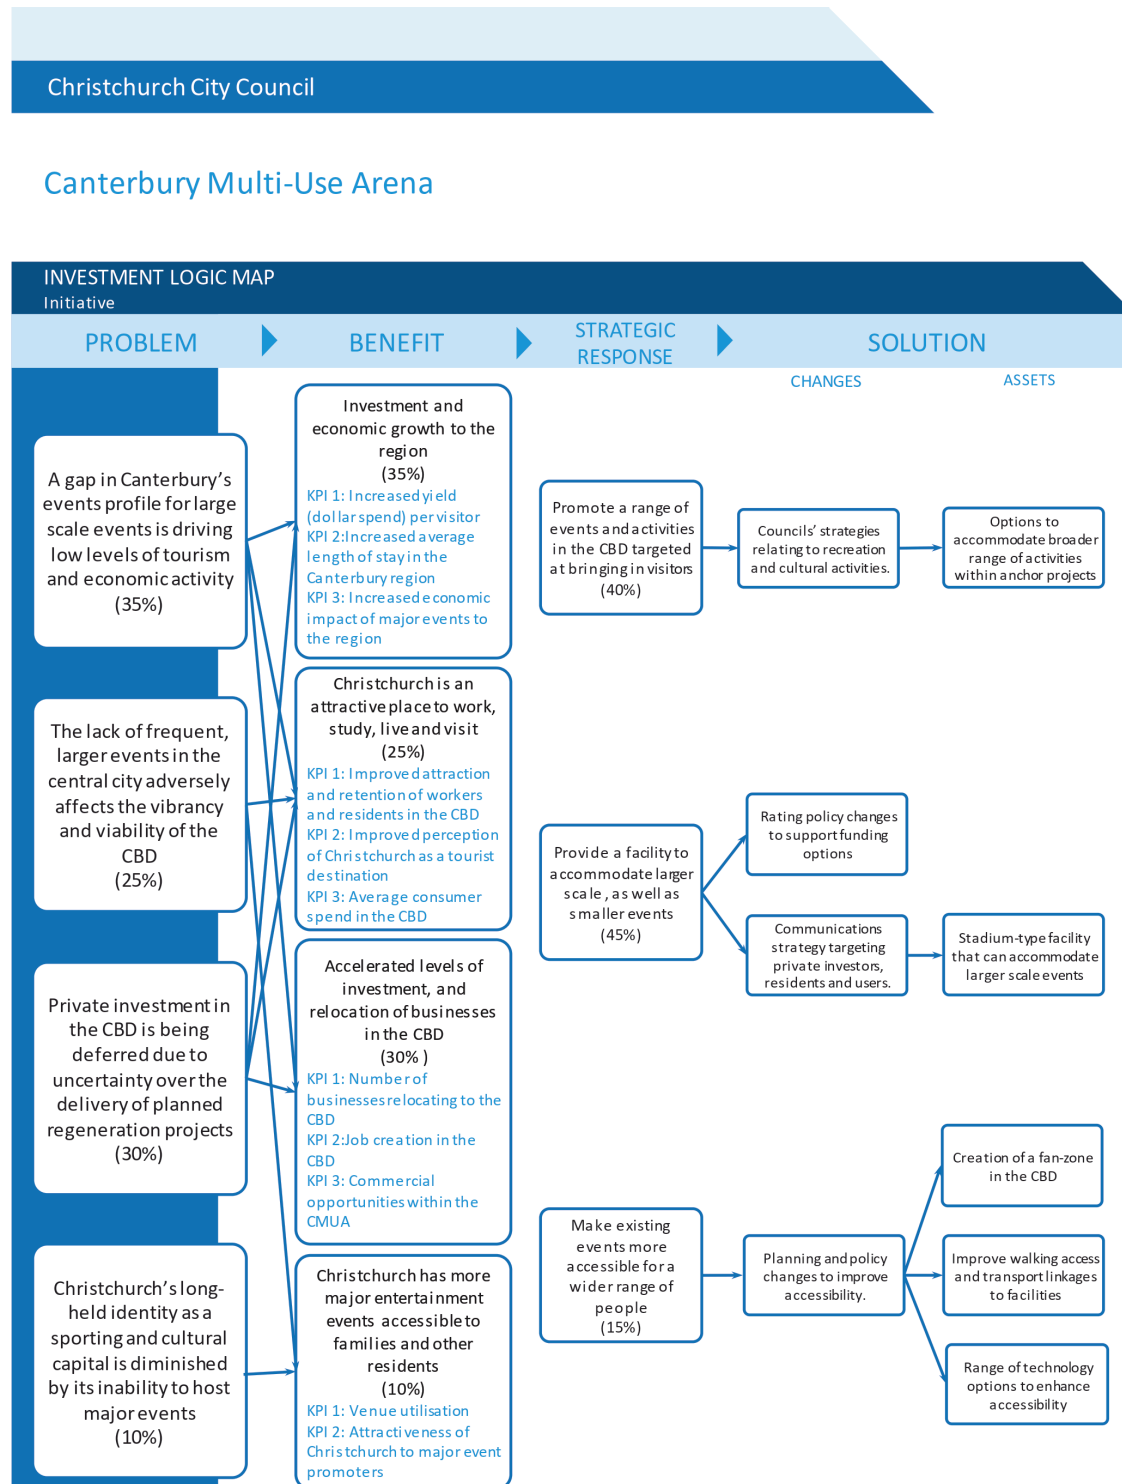 Christchurch City Council
Canterbury Multi-Use Arena
INVESTMENT LOGIC MAP
Initiative
PROBLEM
BENEFIT
STRATEGIC
RESPONSE
SOLUTION
CHANGES
ASSETS
A gap in Canterbury's
events profile for large
scale events is driving
low levels of tourism
and economic activity
(35%)
The lack of frequent,
larger events in the
central city adversely
affects the vibrancy
and viability of the
CBD
(25%)
Private investment in
the CBD is being
deferred due to
uncertainty over the
delivery of planned
regeneration projects
(30%)
Christchurch's long-
held identity as a
sporting and cultural
capital is diminished
by its inability to host
major events
(10%)
Investment and
economic growth to the
region
(35%)
KPI 1: Increased yield
(dollar spend) per visitor
KPI 2:Increased average
length of stay in the
Canterbury region
KPI 3: Increased economic
impact of major events to
the region
Christchurch is an
attractive place to work,
study, live and visit
(25%)
KPI 1: Improved attraction
and retention of workers
and residents in the CBD
KPI 2: Improved perception
of Christchurch as a tourist
destination
KPI 3: Average consumer
spend in the CBD
Accelerated levels of
investment, and
relocation of businesses
in the CBD
(30% )
KPI 1: Number of
businesses relocating to the
CBD
KPI 2:Job creation in the
CBD
KPI 3: Commercial
opportunities within the
CMUA
Christchurch has more
major entertainment
events accessible to
families and other
residents
(10%)
KPI 1: Venue utilisation
KPI 2: Attractiveness of
Christchurch to major event
promoters
Promote a range of
events and activities
in the CBD targeted
at bringing in visitors
(40%)
Councils' strategies
relating to recreation
and cultural activities.
Options to
accommodate broader
range of activities
within anchor projects
Provide a facility to
accommodate larger
scale , as well as
smaller events
(45%)
Rating policy changes
to support funding
options
Communications
strategy targeting
private investors,
residents and users.
Stadium-type facility
that can accommodate
larger scale events
Make existing
events more
accessible for a
wider range of
people
(15%)
Planning and policy
changes to improve
accessibility.
Creation of a fan-zone
in the CBD
Improve walking access
and transport linkages
to facilities
Range of technology
options to enhance
accessibility